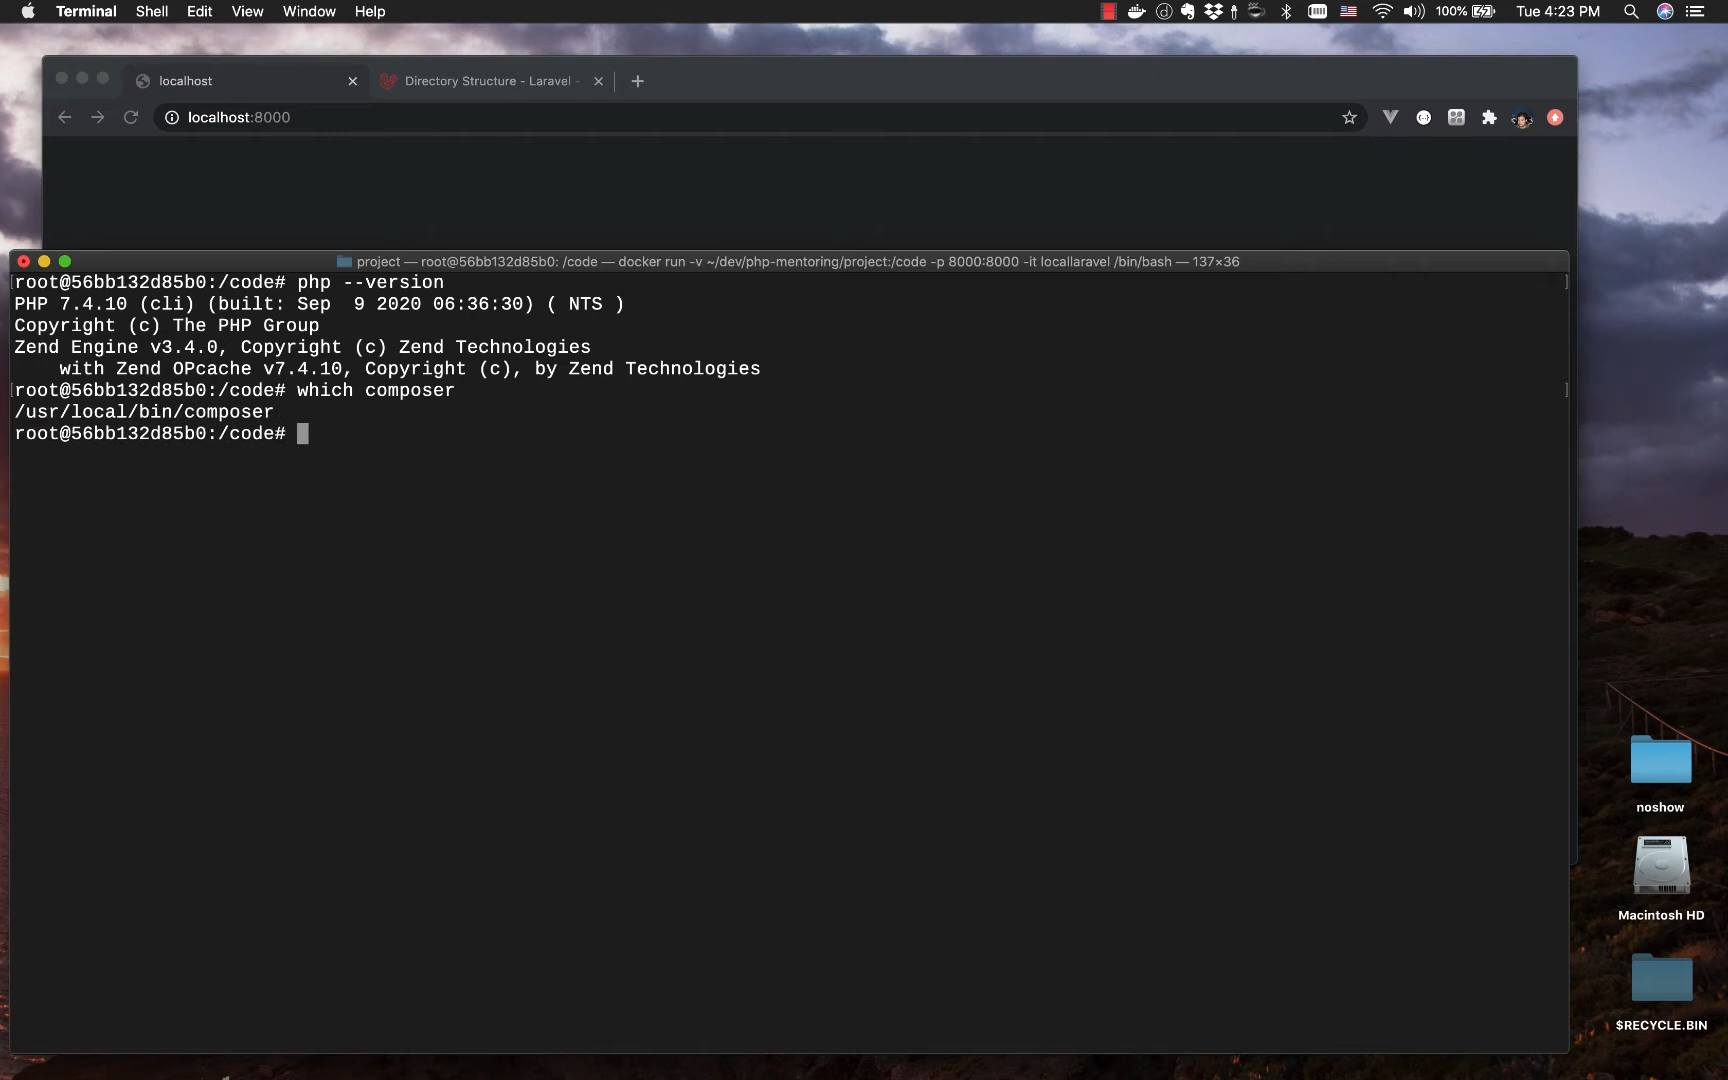 Terminal Shell Edit View Window Help
100% Tue 4:23 PM
localhost
Directory Structure - Laravel -
localhost:8000
project — root@56bb132d85b0: /code — docker run -v ~/dev/php-mentoring/project:/code -p 8000:8000 -it locallaravel /bin/bash — 137×36
[root@56bb132d85b0:/code# php --version ]
PHP 7.4.10 (cli) (built: Sep  9 2020 06:36:30) ( NTS )
Copyright (c) The PHP Group
Zend Engine v3.4.0, Copyright (c) Zend Technologies
    with Zend OPcache v7.4.10, Copyright (c), by Zend Technologies
[root@56bb132d85b0:/code# which composer ]
/usr/local/bin/composer
root@56bb132d85b0:/code#
noshow
Macintosh HD
$RECYCLE.BIN